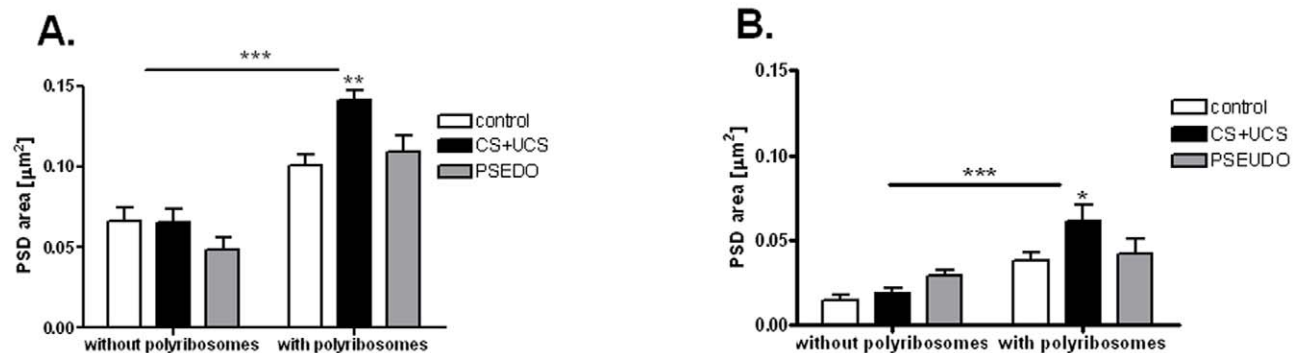 A.
***
**
0.15
0.10
0.05
0.00
PSD area [µm²]
control
CS+UCS
PSEDO
without polyribosomes
with polyribosomes
B.
***
*
0.15
0.10
0.05
0.00
PSD area [µm²]
control
CS+UCS
PSEUDO
without polyribosomes
with polyribosomes